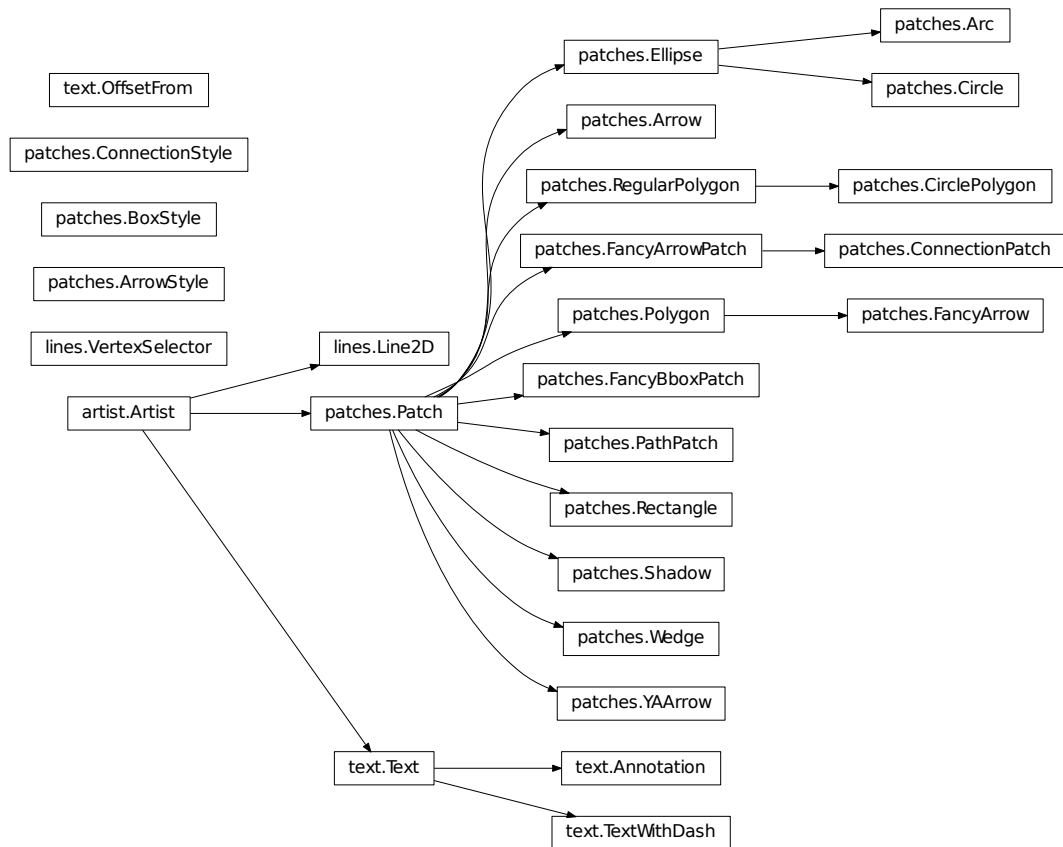 patches.Arc
patches.Ellipse
text.OffsetFrom
patches.Circle
patches.Arrow
patches.ConnectionStyle
patches.RegularPolygon
patches.CirclePolygon
patches.BoxStyle
patches.FancyArrowPatch
patches.ConnectionPatch
patches.ArrowStyle
patches.Polygon
patches.FancyArrow
lines.VertexSelector
lines.Line2D
patches.FancyBboxPatch
artist.Artist
patches.Patch
patches.PathPatch
patches.Rectangle
patches.Shadow
patches.Wedge
patches.YAArrow
text.Text
text.Annotation
text.TextWithDash